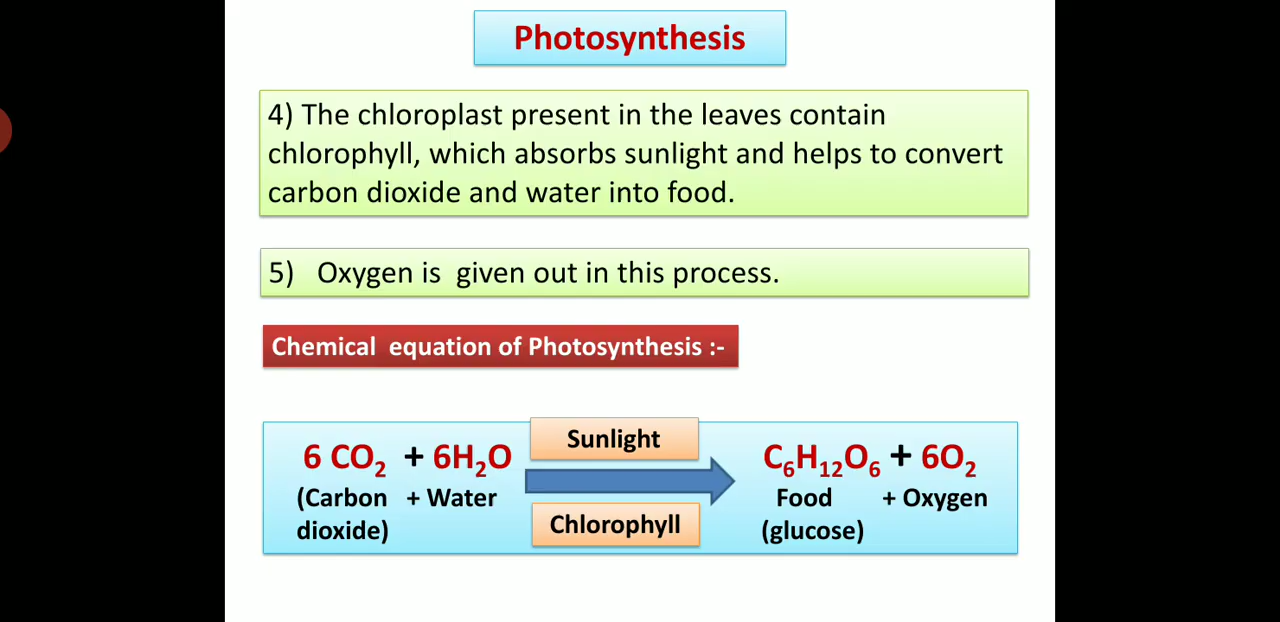 Photosynthesis
4) The chloroplast present in the leaves contain
chlorophyll, which absorbs sunlight and helps to convert
carbon dioxide and water into food.
5) Oxygen is given out in this process.
Chemical equation of Photosynthesis :-
Sunlight
6 CO₂ + 6H₂O C₆H₁₂O₆ + 6O₂
(Carbon + Water Food + Oxygen
Chlorophyll
dioxide) (glucose)